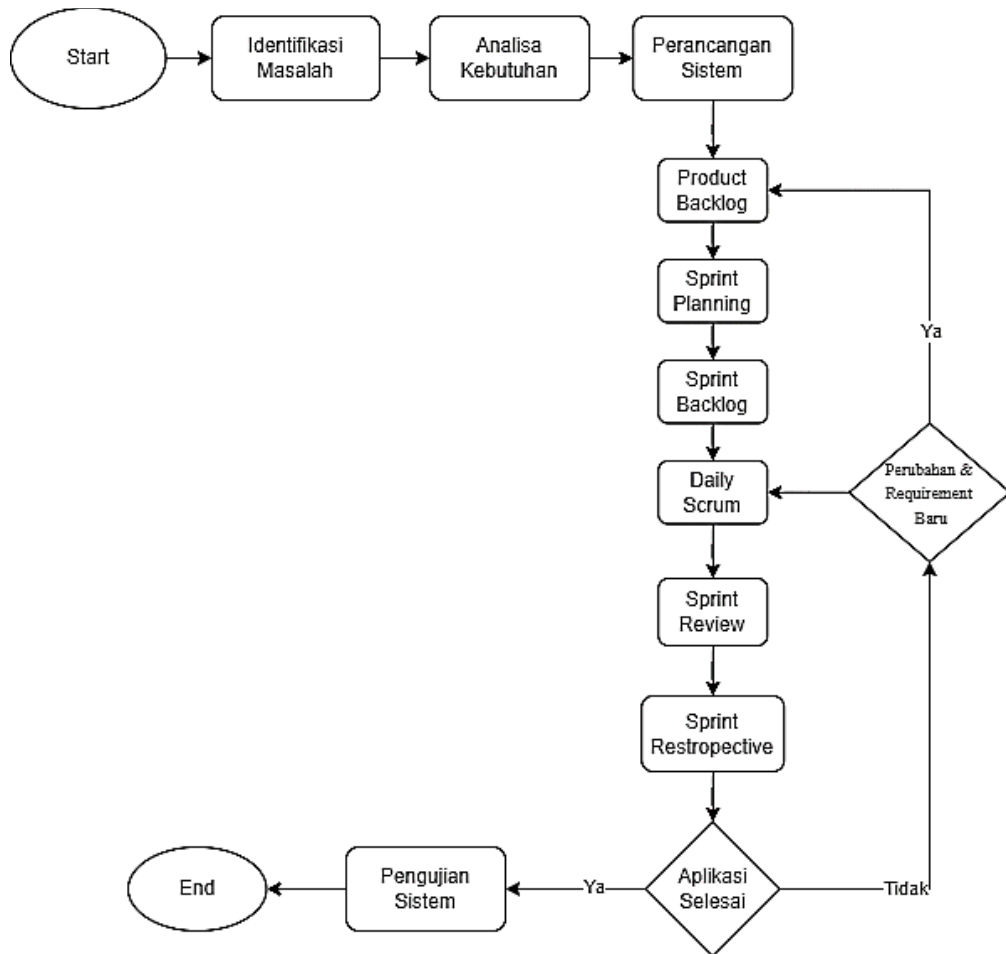 Start
Identifikasi
Masalah
Analisa
Kebutuhan
Perancangan
Sistem
Product
Backlog
Sprint
Planning
Ya
Sprint
Backlog
Daily
Scrum
Perubahan &
Requirement
Baru
Sprint
Review
Sprint
Restropective
Aplikasi
Selesai
Tidak
Ya
Pengujian
Sistem
End